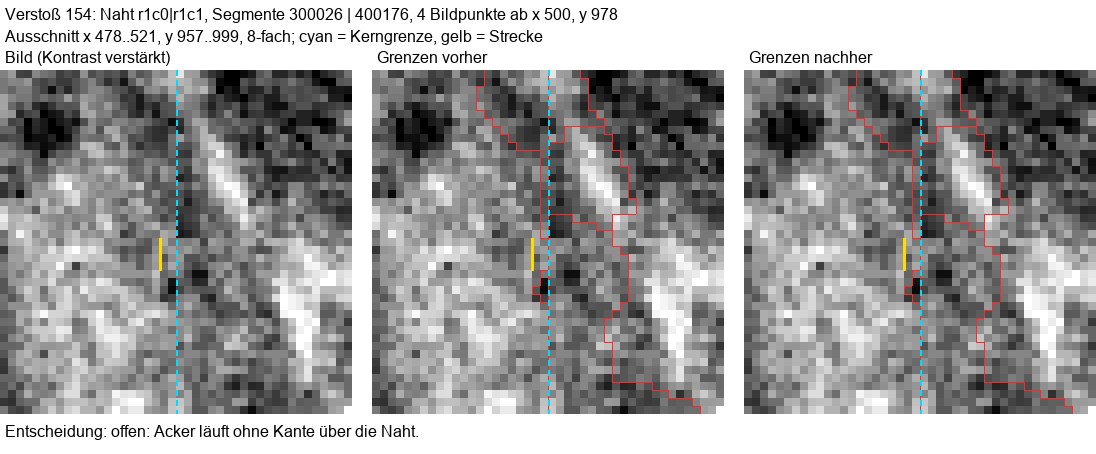 Verstoß 154: Naht r1c0|r1c1, Segmente 300026 | 400176, 4 Bildpunkte ab x 500, y 978
Ausschnitt x 478..521, y 957..999, 8-fach; cyan = Kerngrenze, gelb = Strecke
Bild (Kontrast verstärkt) Grenzen vorher Grenzen nachher
Entscheidung: offen: Acker läuft ohne Kante über die Naht.